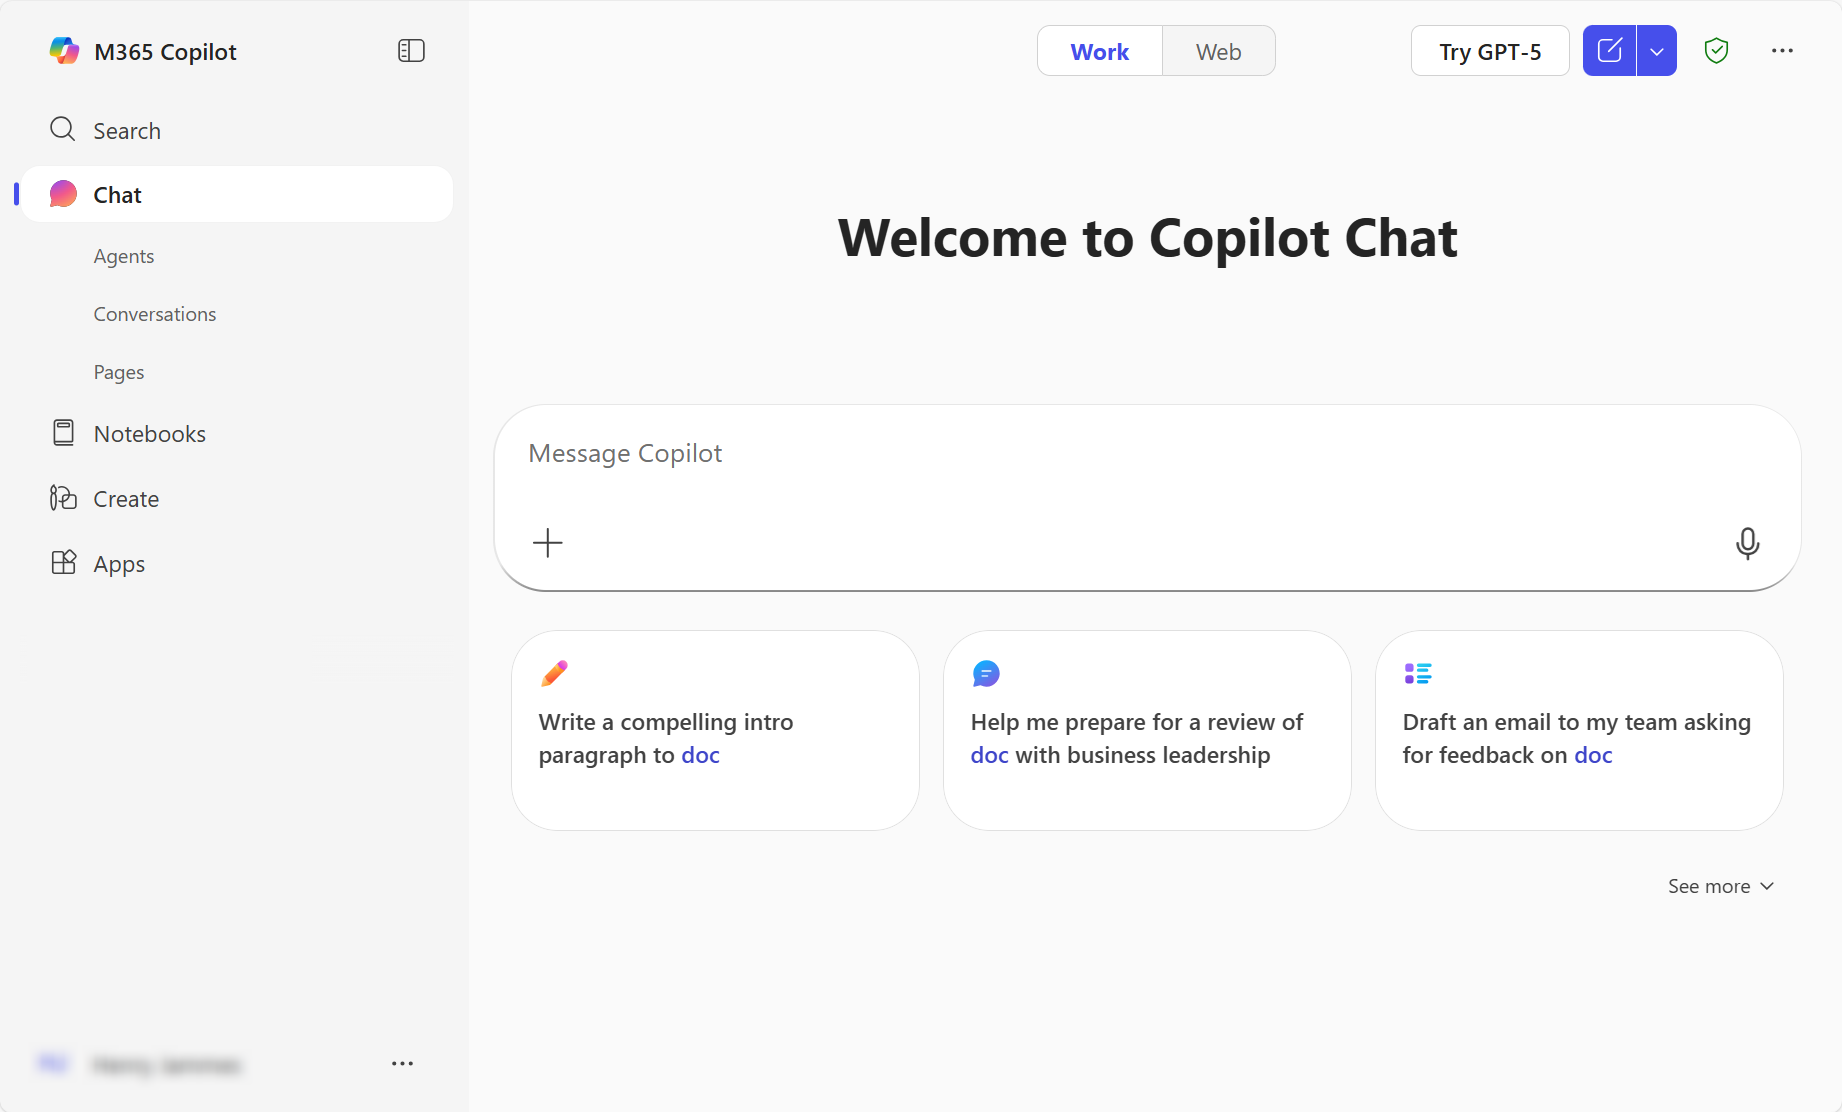 M365 Copilot
Search
Chat
Agents
Conversations
Pages
Notebooks
Create
Apps
Work
Web
Try GPT-5
Welcome to Copilot Chat
Message Copilot
Write a compelling intro
paragraph to doc
Help me prepare for a review of
doc with business leadership
Draft an email to my team asking
for feedback on doc
See more